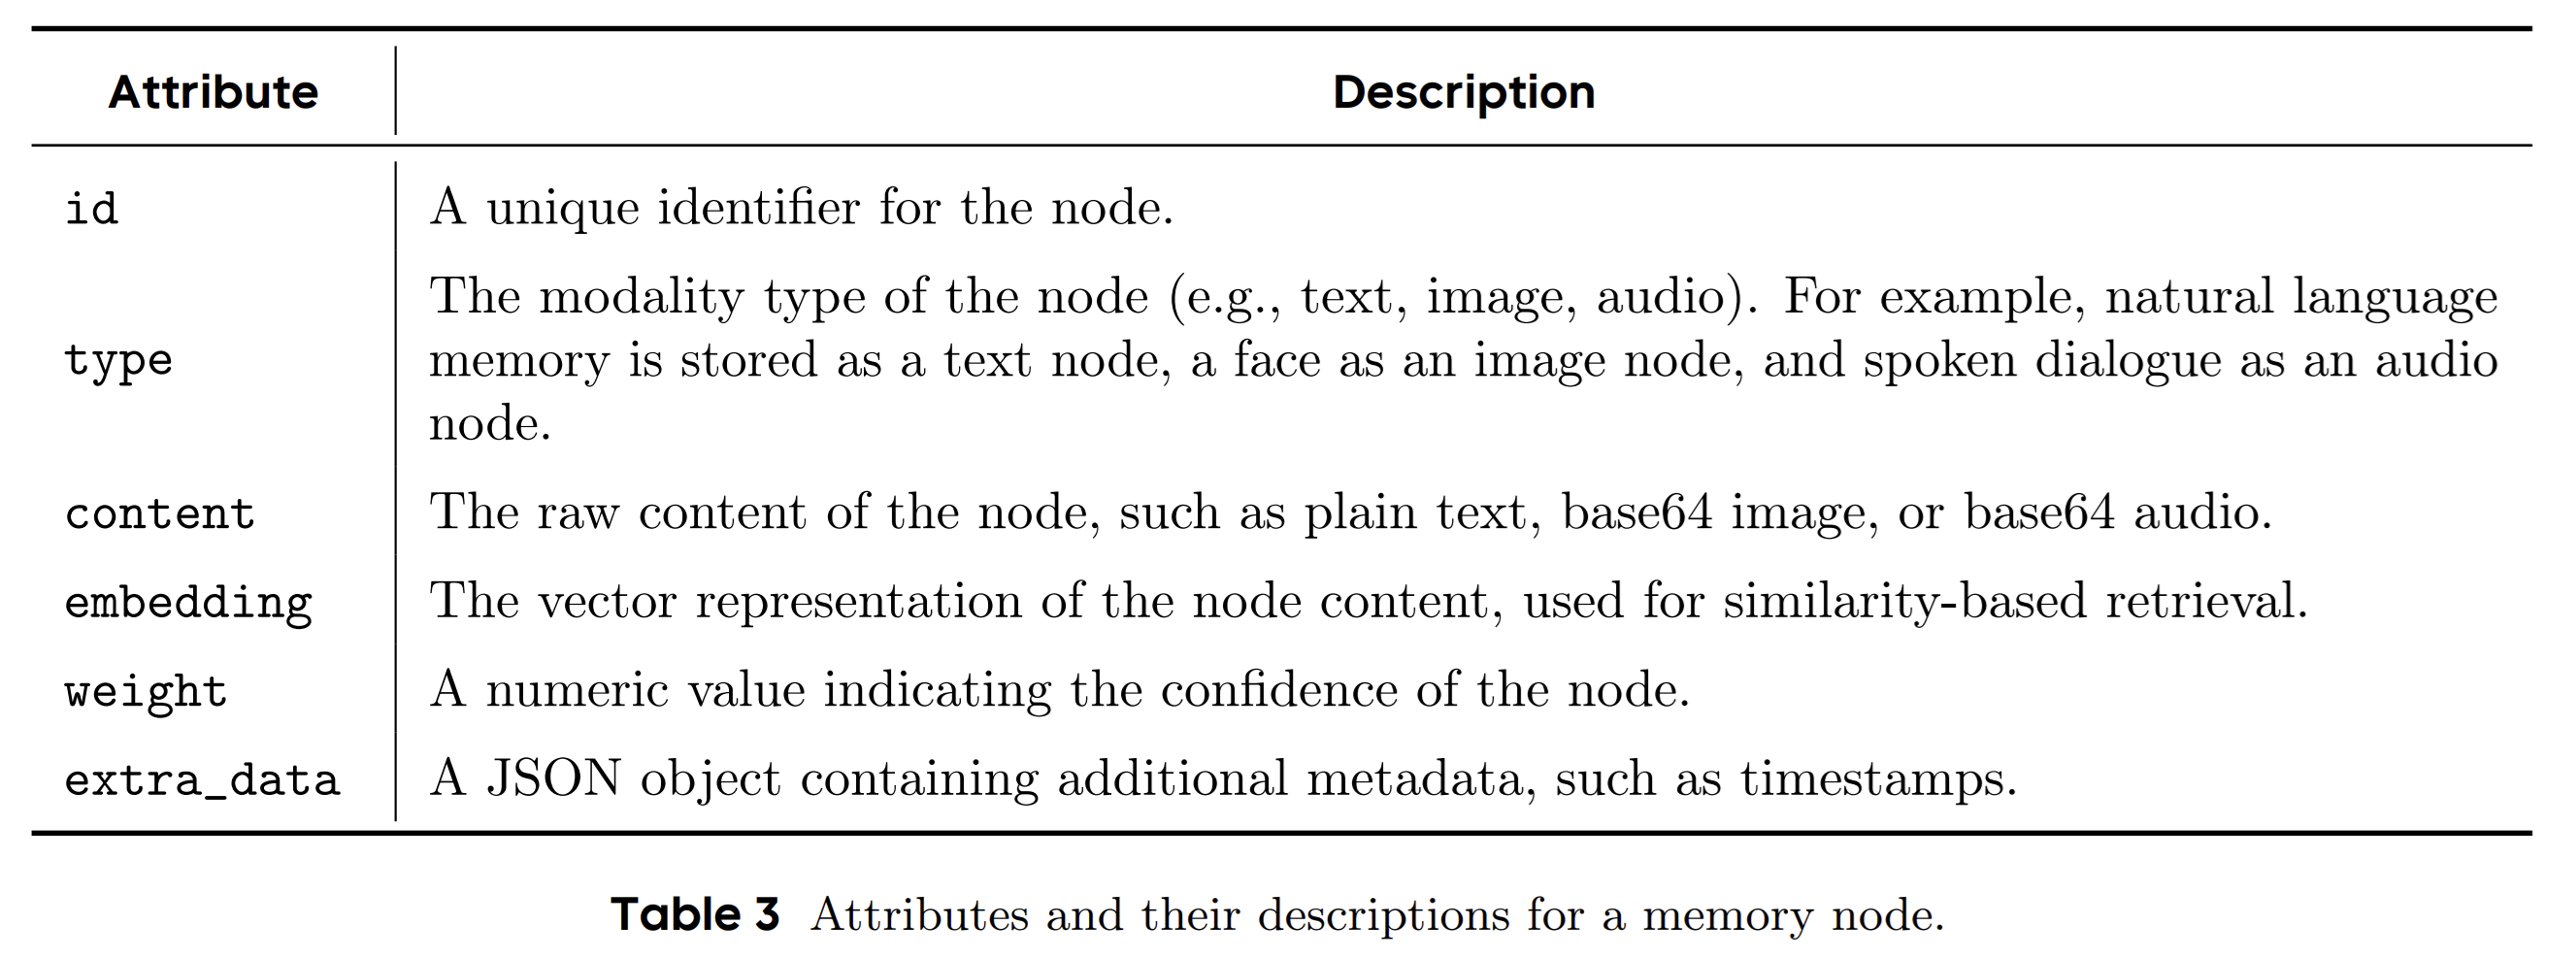 Attribute Description
id A unique identifier for the node.
The modality type of the node (e.g., text, image, audio). For example, natural language
type memory is stored as a text node, a face as an image node, and spoken dialogue as an audio
node.
content The raw content of the node, such as plain text, base64 image, or base64 audio.
embedding The vector representation of the node content, used for similarity-based retrieval.
weight A numeric value indicating the confidence of the node.
extra_data A JSON object containing additional metadata, such as timestamps.
Table 3 Attributes and their descriptions for a memory node.